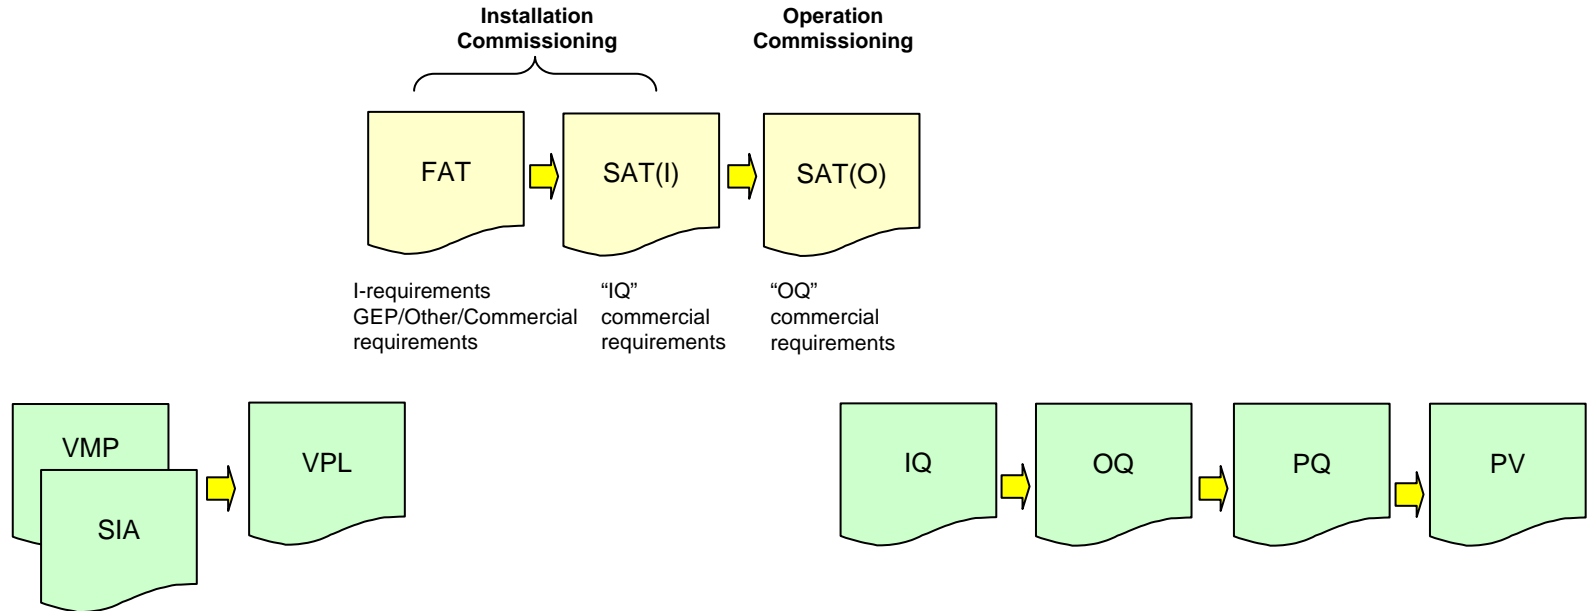 Installation
Commissioning
Operation
Commissioning
FAT
SAT(I)
SAT(O)
I-requirements
GEP/Other/Commercial
requirements
“IQ”
commercial
requirements
“OQ”
commercial
requirements
VMP
SIA
VPL
IQ
OQ
PQ
PV